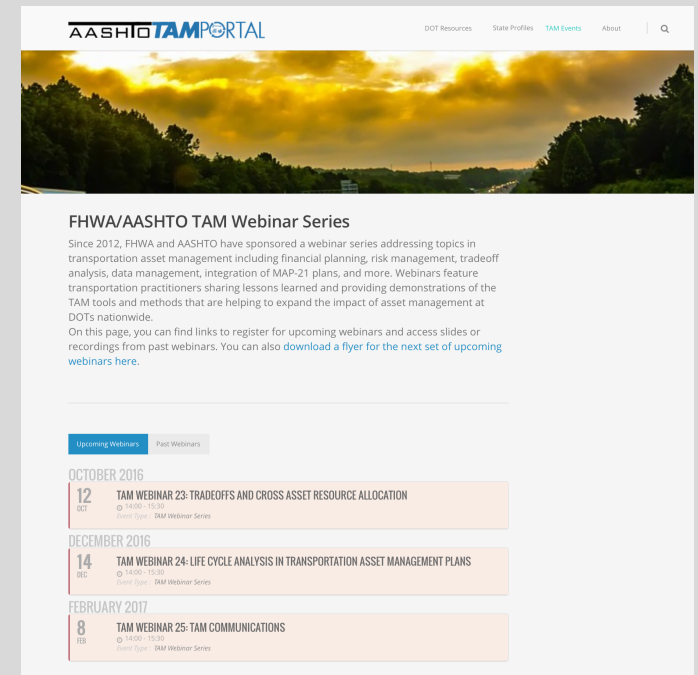 AASHTO TAM PORTAL
DOT Resources State Profiles TAM Events About
FHWA/AASHTO TAM Webinar Series
Since 2012, FHWA and AASHTO have sponsored a webinar series addressing topics in
transportation asset management including financial planning, risk management, tradeoff
analysis, data management, integration of MAP-21 plans, and more. Webinars feature
transportation practitioners sharing lessons learned and providing demonstrations of the
TAM tools and methods that are helping to expand the impact of asset management at
DOTs nationwide.
On this page, you can find links to register for upcoming webinars and access slides or
recordings from past webinars. You can also download a flyer for the next set of upcoming
webinars here.
Upcoming Webinars Past Webinars
OCTOBER 2016
12 OCT
TAM WEBINAR 23: TRADEOFFS AND CROSS ASSET RESOURCE ALLOCATION
14:00 - 15:30
Event Type : TAM Webinar Series
DECEMBER 2016
14 DEC
TAM WEBINAR 24: LIFE CYCLE ANALYSIS IN TRANSPORTATION ASSET MANAGEMENT PLANS
14:00 - 15:30
Event Type : TAM Webinar Series
FEBRUARY 2017
8 FEB
TAM WEBINAR 25: TAM COMMUNICATIONS
14:00 - 15:30
Event Type : TAM Webinar Series